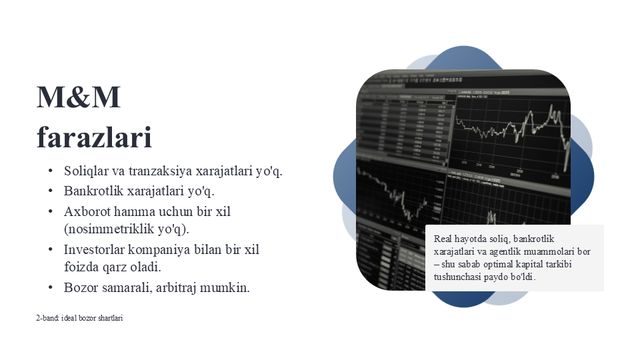 M&M
farazlari
• Soliqlar va tranzaksiya xarajatlari yo'q.
• Bankrotlik xarajatlari yo'q.
• Axborot hamma uchun bir xil
(nosimmetriklik yo'q).
• Investorlar kompaniya bilan bir xil
foizda qarz oladi.
• Bozor samarali, arbitraj mumkin.
2-band: ideal bozor shartlari
Real hayotda soliq, bankrotlik
xarajatlari va agentlik muammolari bor
– shu sabab optimal kapital tarkibi
tushunchasi paydo bo'ldi.